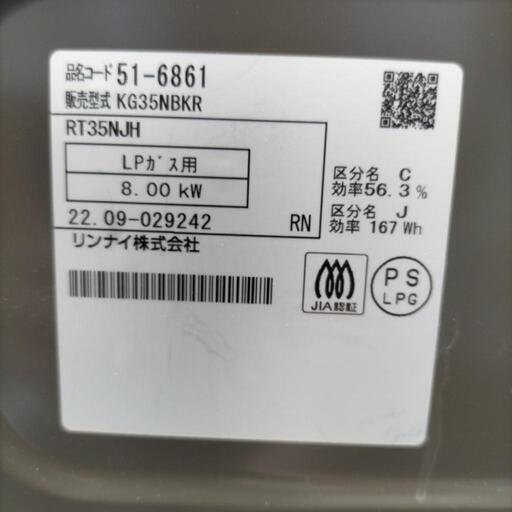 品名コード 51-6861
販売型式 KG35NBKR
RT35NJH
LPガス用
8.00 kW
22.09-029242 RN
リンナイ株式会社
区分名 C
効率56.3%
区分名 J
効率 167 Wh
JIA認証
PS
LPG